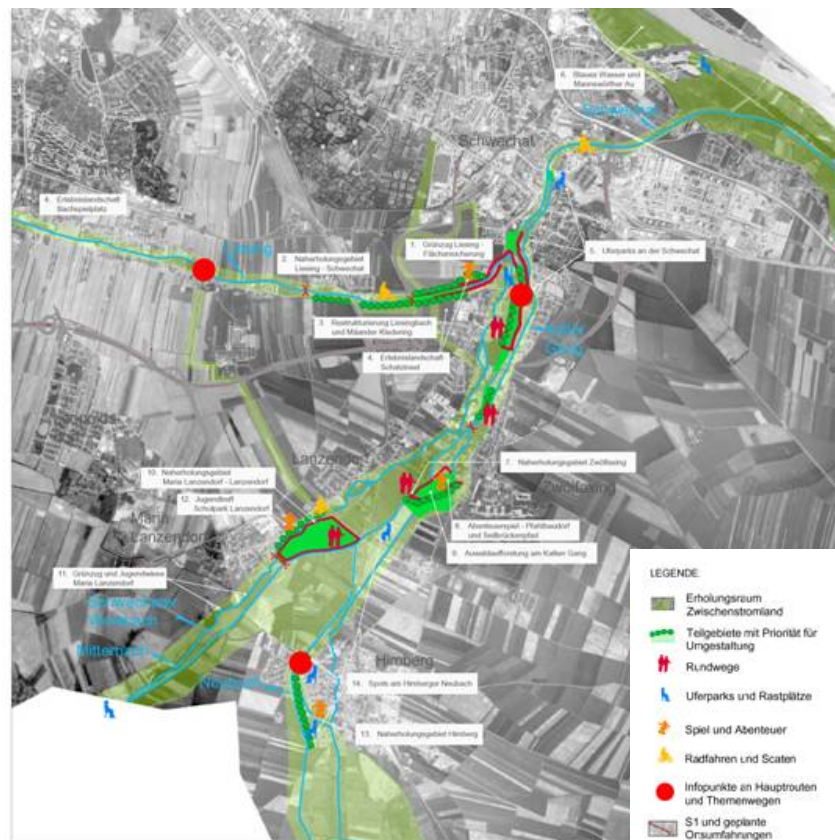 6. Blaues Wasser und
Mannswörther Au
Schwechat
Schwechat
4. Erlebnislandschaft
Bachspielplatz
1. Grünzug Liesing -
Flächensicherung
Liesing
2. Naherholungsgebiet
Liesing - Schwechat
5. Uferparks an der Schwechat
3. Restrukturierung Liesingbach
und Mäander Kledering
Kalter
Gang
4. Erlebnislandschaft
Schatzinsel
Lanzendorf
10. Naherholungsgebiet
Maria Lanzendorf - Lanzendorf
7. Naherholungsgebiet Zwölfaxing
12. Jugendtreff
Schulpark Lanzendorf
Zwölfaxing
Maria
Lanzendorf
8. Abenteuerspiel - Pfahlbaudorf
und Seilbrückenpfad
9. Auwaldaufforstung am Kalten Gang
11. Grünzug und Jugendwiese
Maria Lanzendorf
Mitterbach
Himberg
14. Spots am Himberger Neubach
13. Naherholungsgebiet Himberg
LEGENDE:
Erholungsraum
Zwischenstromland
Teilgebiete mit Priorität für
Umgestaltung
Rundwege
Uferparks und Rastplätze
Spiel und Abenteuer
Radfahren und Scaten
Infopunkte an Hauptrouten
und Themenwegen
S1 und geplante
Ortsumfahrungen